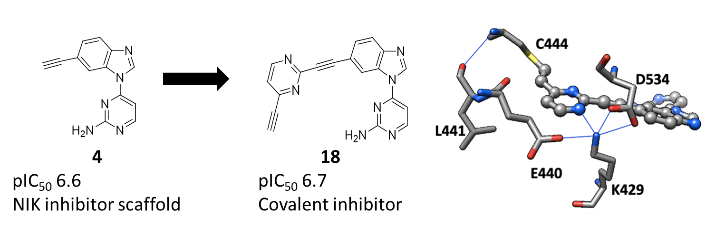 N
N
N
N
H₂N
N
4
pIC₅₀ 6.6
NIK inhibitor scaffold
N
N
N
N
N
N
H₂N
18
pIC₅₀ 6.7
Covalent inhibitor
C444
D534
L441
E440
K429